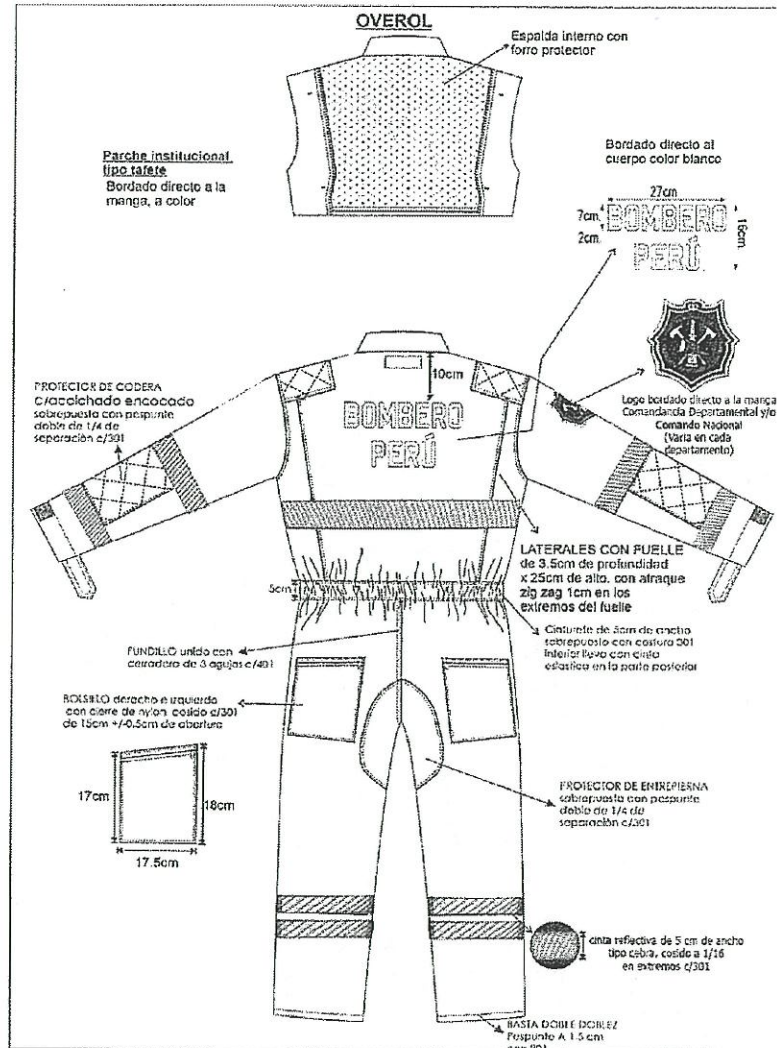 OVEROL
Espalda interno con
forro protector
Parche institucional
tipo tafete
Bordado directo a la
manga, a color
Bordado directo al
cuerpo color blanco
27cm
7cm.
2cm.
16cm.
BOMBERO
PERÚ
10cm
BOMBERO
PERÚ
Logo bordado directo a la manga
Comandancia Departamental y/o
Comando Nacional
(Varia en cada
departamento)
PROTECTOR DE CODERA
c/acolchado encocado
sobrepuesta con pespunte
doble de 1/4 de
separación c/301
LATERALES CON FUELLE
de 3.5cm de profundidad
x 25cm de alto. con atraque
zig zag 1cm en los
extremos del fuelle
5cm
Cinturete de 5cm de ancho
sobrepuesto con costura 301
Interior lleva con cinta
elastica en la parte posterior
FUNDILLO unido con
cerradora de 3 agujas c/401
BOLSILLO derecho e izquierdo
con cierre de nylon, cosido c/301
de 15cm +/-0.5cm de abertura
17cm
18cm
17.5cm
PROTECTOR DE ENTREPIERNA
sobrepuesta con pespunte
doble de 1/4 de
separación c/301
cinta reflectiva de 5 cm de ancho
tipo cebra, cosido a 1/16
en extremos c/301
BASTA DOBLE DOBLEZ
Pespunte A 1.5 cm